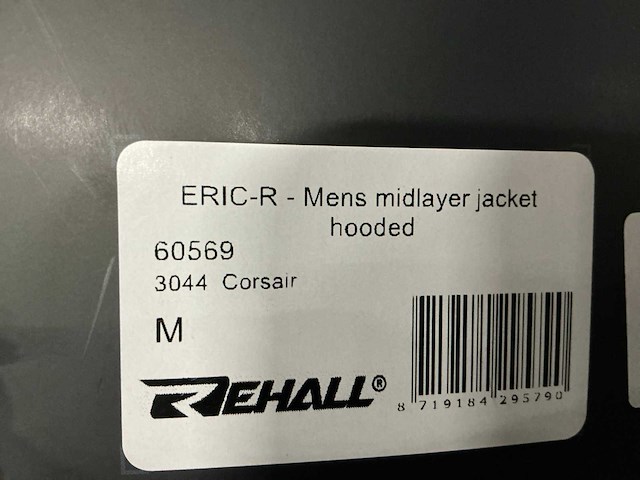 ERIC-R - Mens midlayer jacket
hooded
60569
3044 Corsair
M
REHALL®
8 719184 295790